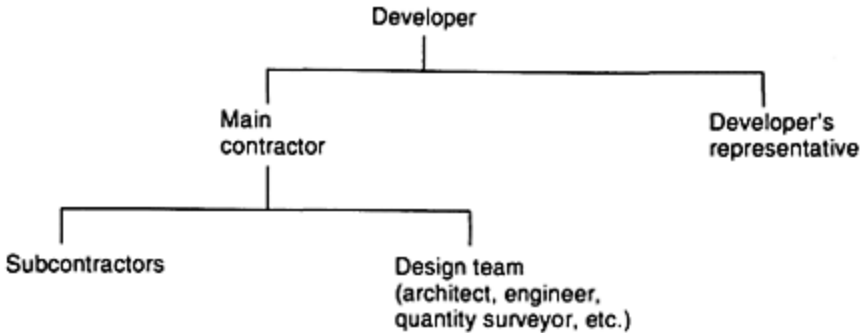 Developer
Main
contractor
Developer's
representative
Subcontractors
Design team
(architect, engineer,
quantity surveyor, etc.)